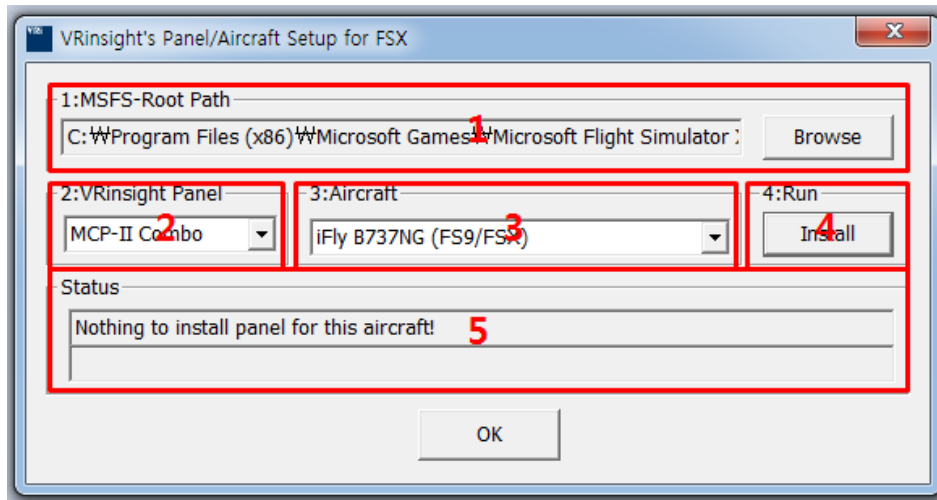 VRinsight's Panel/Aircraft Setup for FSX
1:MSFS-Root Path
C:₩Program Files (x86)₩Microsoft Games₩Microsoft Flight Simulator
1
Browse
2:VRinsight Panel
3:Aircraft
4:Run
MCP-II Combo
2
iFly B737NG (FS9/FSX)
3
Install
4
Status
Nothing to install panel for this aircraft!
5
OK